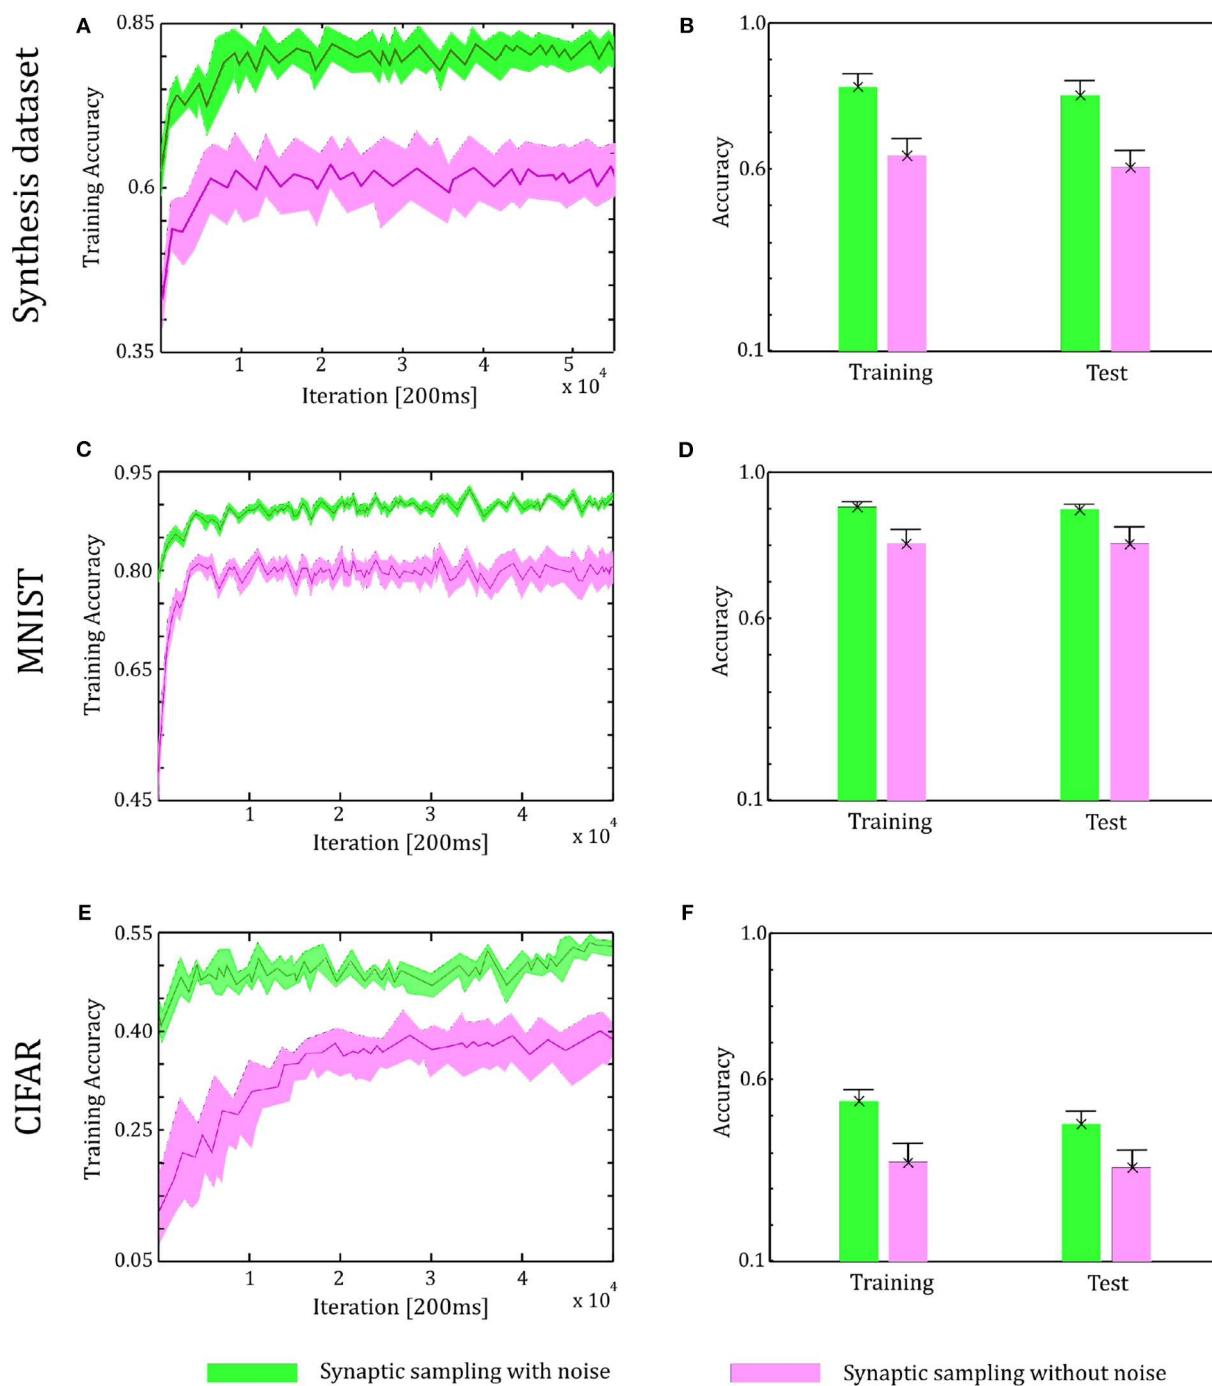 Synthesis dataset
A
Training Accuracy
0.85
0.6
0.35
1 2 3 4 5
x 10^4
Iteration [200ms]
B
Accuracy
1.0
0.6
0.1
Training Test
MNIST
C
Training Accuracy
0.95
0.80
0.65
0.45
1 2 3 4
x 10^4
Iteration [200ms]
D
Accuracy
1.0
0.6
0.1
Training Test
CIFAR
E
Training Accuracy
0.55
0.40
0.25
0.05
1 2 3 4
x 10^4
Iteration [200ms]
F
Accuracy
1.0
0.6
0.1
Training Test
Synaptic sampling with noise
Synaptic sampling without noise